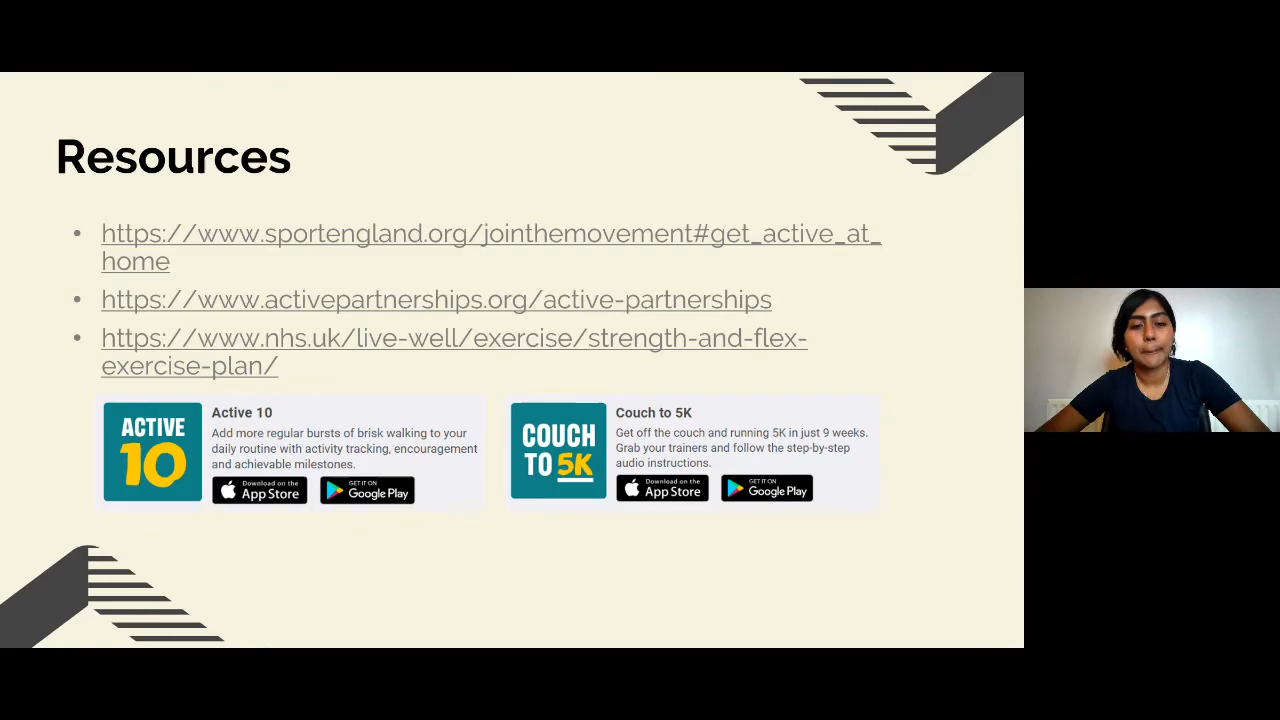 Resources
• https://www.sportengland.org/jointhemovement#get_active_at_
home
• https://www.activepartnerships.org/active-partnerships
• https://www.nhs.uk/live-well/exercise/strength-and-flex-
exercise-plan/
ACTIVE
10
Active 10
Add more regular bursts of brisk walking to your
daily routine with activity tracking, encouragement
and achievable milestones.
Download on the
App Store
GET IT ON
Google Play
COUCH
TO 5K
Couch to 5K
Get off the couch and running 5K in just 9 weeks.
Grab your trainers and follow the step-by-step
audio instructions.
Download on the
App Store
GET IT ON
Google Play